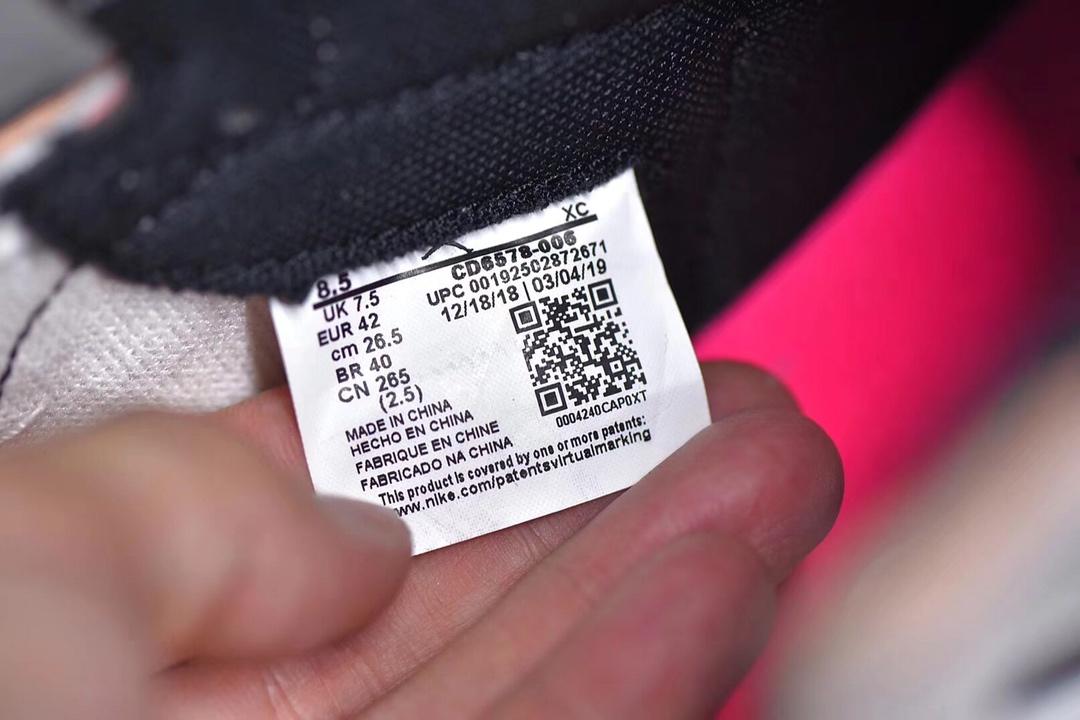 XC
8.5
UK 7.5
EUR 42
cm 26.5
BR 40
CN 265
(2.5)
CD6578-006
UPC 00192502872671
12/18/18 | 03/04/19
0004240CAP0XT
MADE IN CHINA
HECHO EN CHINA
FABRIQUE EN CHINE
FABRICADO NA CHINA
This product is covered by one or more patents:
www.nike.com/patentsvirtualmarking